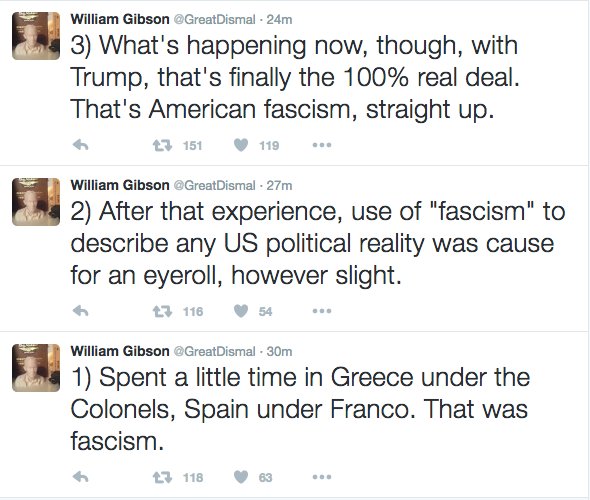 William Gibson @GreatDismal · 24m
3) What's happening now, though, with
Trump, that's finally the 100% real deal.
That's American fascism, straight up.
151 119
William Gibson @GreatDismal · 27m
2) After that experience, use of "fascism" to
describe any US political reality was cause
for an eyeroll, however slight.
116 54
William Gibson @GreatDismal · 30m
1) Spent a little time in Greece under the
Colonels, Spain under Franco. That was
fascism.
118 63